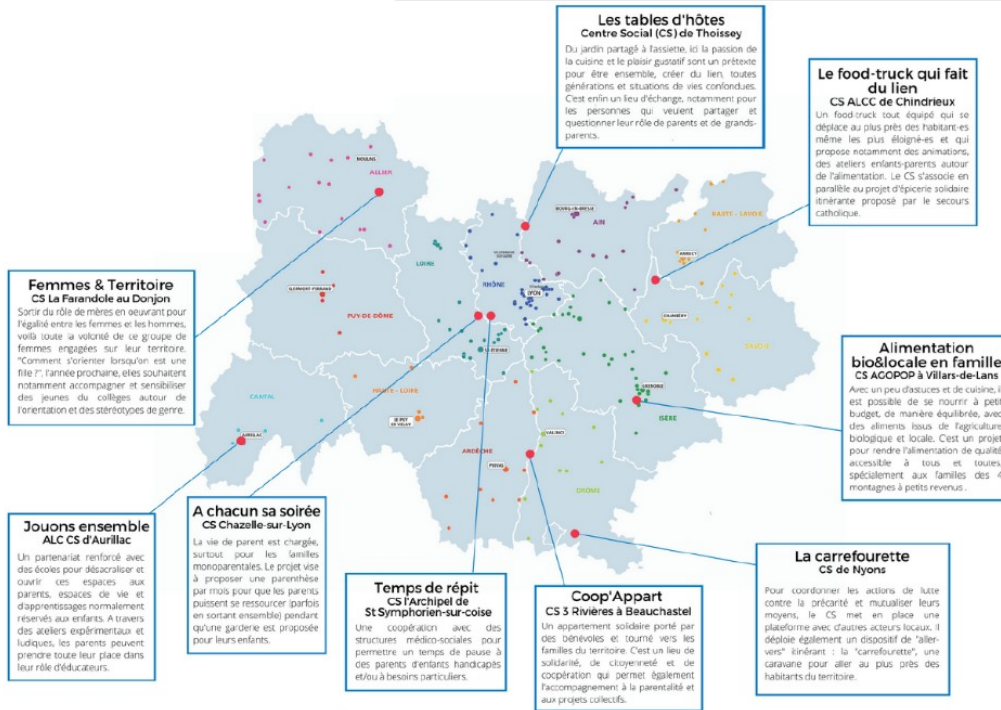 Les tables d'hôtes
Centre Social (CS) de Thoissey
Du jardin partagé à l'assiette, ici la passion de
la cuisine et le plaisir gustatif sont un prétexte
pour être ensemble, créer du lien, toutes
générations et situations de vies confondues.
C'est enfin un lieu d'échange, notamment pour
les personnes qui veulent partager et
questionner leur rôle de parents et de grands-
parents.
Le food-truck qui fait
du lien
CS ALCC de Chindrieux
Un food-truck tout équipé qui se
déplace au plus près des habitant-es
même les plus éloigné-es et qui
propose notamment des animations,
des ateliers enfants-parents autour
de l'alimentation. Le CS s'associe en
parallèle au projet d'épicerie solidaire
itinérante proposé par le secours
catholique.
MOULINS
ALLIER
BOURG-EN-BRESSE
AIN
HAUTE - SAVOIE
ANNECY
LOIRE
RHÔNE
LYON
CLERMONT-FERRAND
PUY-DE-DÔME
CHAMBÉRY
SAVOIE
ST-ETIENNE
HAUTE - LOIRE
LE PUY
EN VELAY
CANTAL
AURILLAC
GRENOBLE
ISÈRE
VALENCE
ARDÈCHE
PRIVAS
DRÔME
Femmes & Territoire
CS La Farandole au Donjon
Sortir du rôle de mères en oeuvrant pour
l'égalité entre les femmes et les hommes,
voilà toute la volonté de ce groupe de
femmes engagées sur leur territoire.
"Comment s'orienter lorsqu'on est une
fille ?", l'année prochaine, elles souhaitent
notamment accompagner et sensibiliser
des jeunes du collèges autour de
l'orientation et des stéréotypes de genre.
Alimentation
bio&locale en famille
CS AGOPOP à Villars-de-Lans
Avec un peu d'astuces et de cuisine, il
est possible de se nourrir à petit
budget, de manière équilibrée, avec
des aliments issus de l'agriculture
biologique et locale. C'est un projet
pour rendre l'alimentation de qualité
accessible à tous et toutes,
spécialement aux familles des 4
montagnes à petits revenus .
Jouons ensemble
ALC CS d'Aurillac
Un partenariat renforcé avec
des écoles pour désacraliser et
ouvrir ces espaces aux
parents, espaces de vie et
d'apprentissages normalement
réservés aux enfants. A travers
des ateliers expérimentaux et
ludiques, les parents peuvent
prendre toute leur place dans
leur rôle d'éducateurs.
A chacun sa soirée
CS Chazelle-sur-Lyon
La vie de parent est chargée,
surtout pour les familles
monoparentales. Le projet vise
à proposer une parenthèse
par mois pour que les parents
puissent se ressourcer (parfois
en sortant ensemble) pendant
qu'une garderie est proposée
pour leurs enfants.
Temps de répit
CS l'Archipel de
St Symphorien-sur-coise
Une coopération avec des
structures médico-sociales pour
permettre un temps de pause à
des parents d'enfants handicapés
et/ou à besoins particuliers.
Coop'Appart
CS 3 Rivières à Beauchastel
Un appartement solidaire porté par
des bénévoles et tourné vers les
familles du territoire. C'est un lieu de
solidarité, de citoyenneté et de
coopération qui permet également
l'accompagnement à la parentalité et
aux projets collectifs.
La carrefourette
CS de Nyons
Pour coordonner les actions de lutte
contre la précarité et mutualiser leurs
moyens, le CS met en place une
plateforme avec d'autres acteurs locaux. Il
déploie également un dispositif de "aller-
vers" itinérant : la "carrefourette", une
caravane pour aller au plus près des
habitants du territoire.